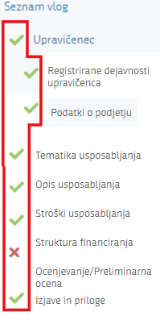 Seznam vlog
Upravičenec
Registrirane dejavnosti
upravičenca
Podatki o podjetju
Tematika usposabljanja
Opis usposabljanja
Stroški usposabljanja
Struktura financiranja
Ocenjevanje/Preliminarna
ocena
Izjave in priloge